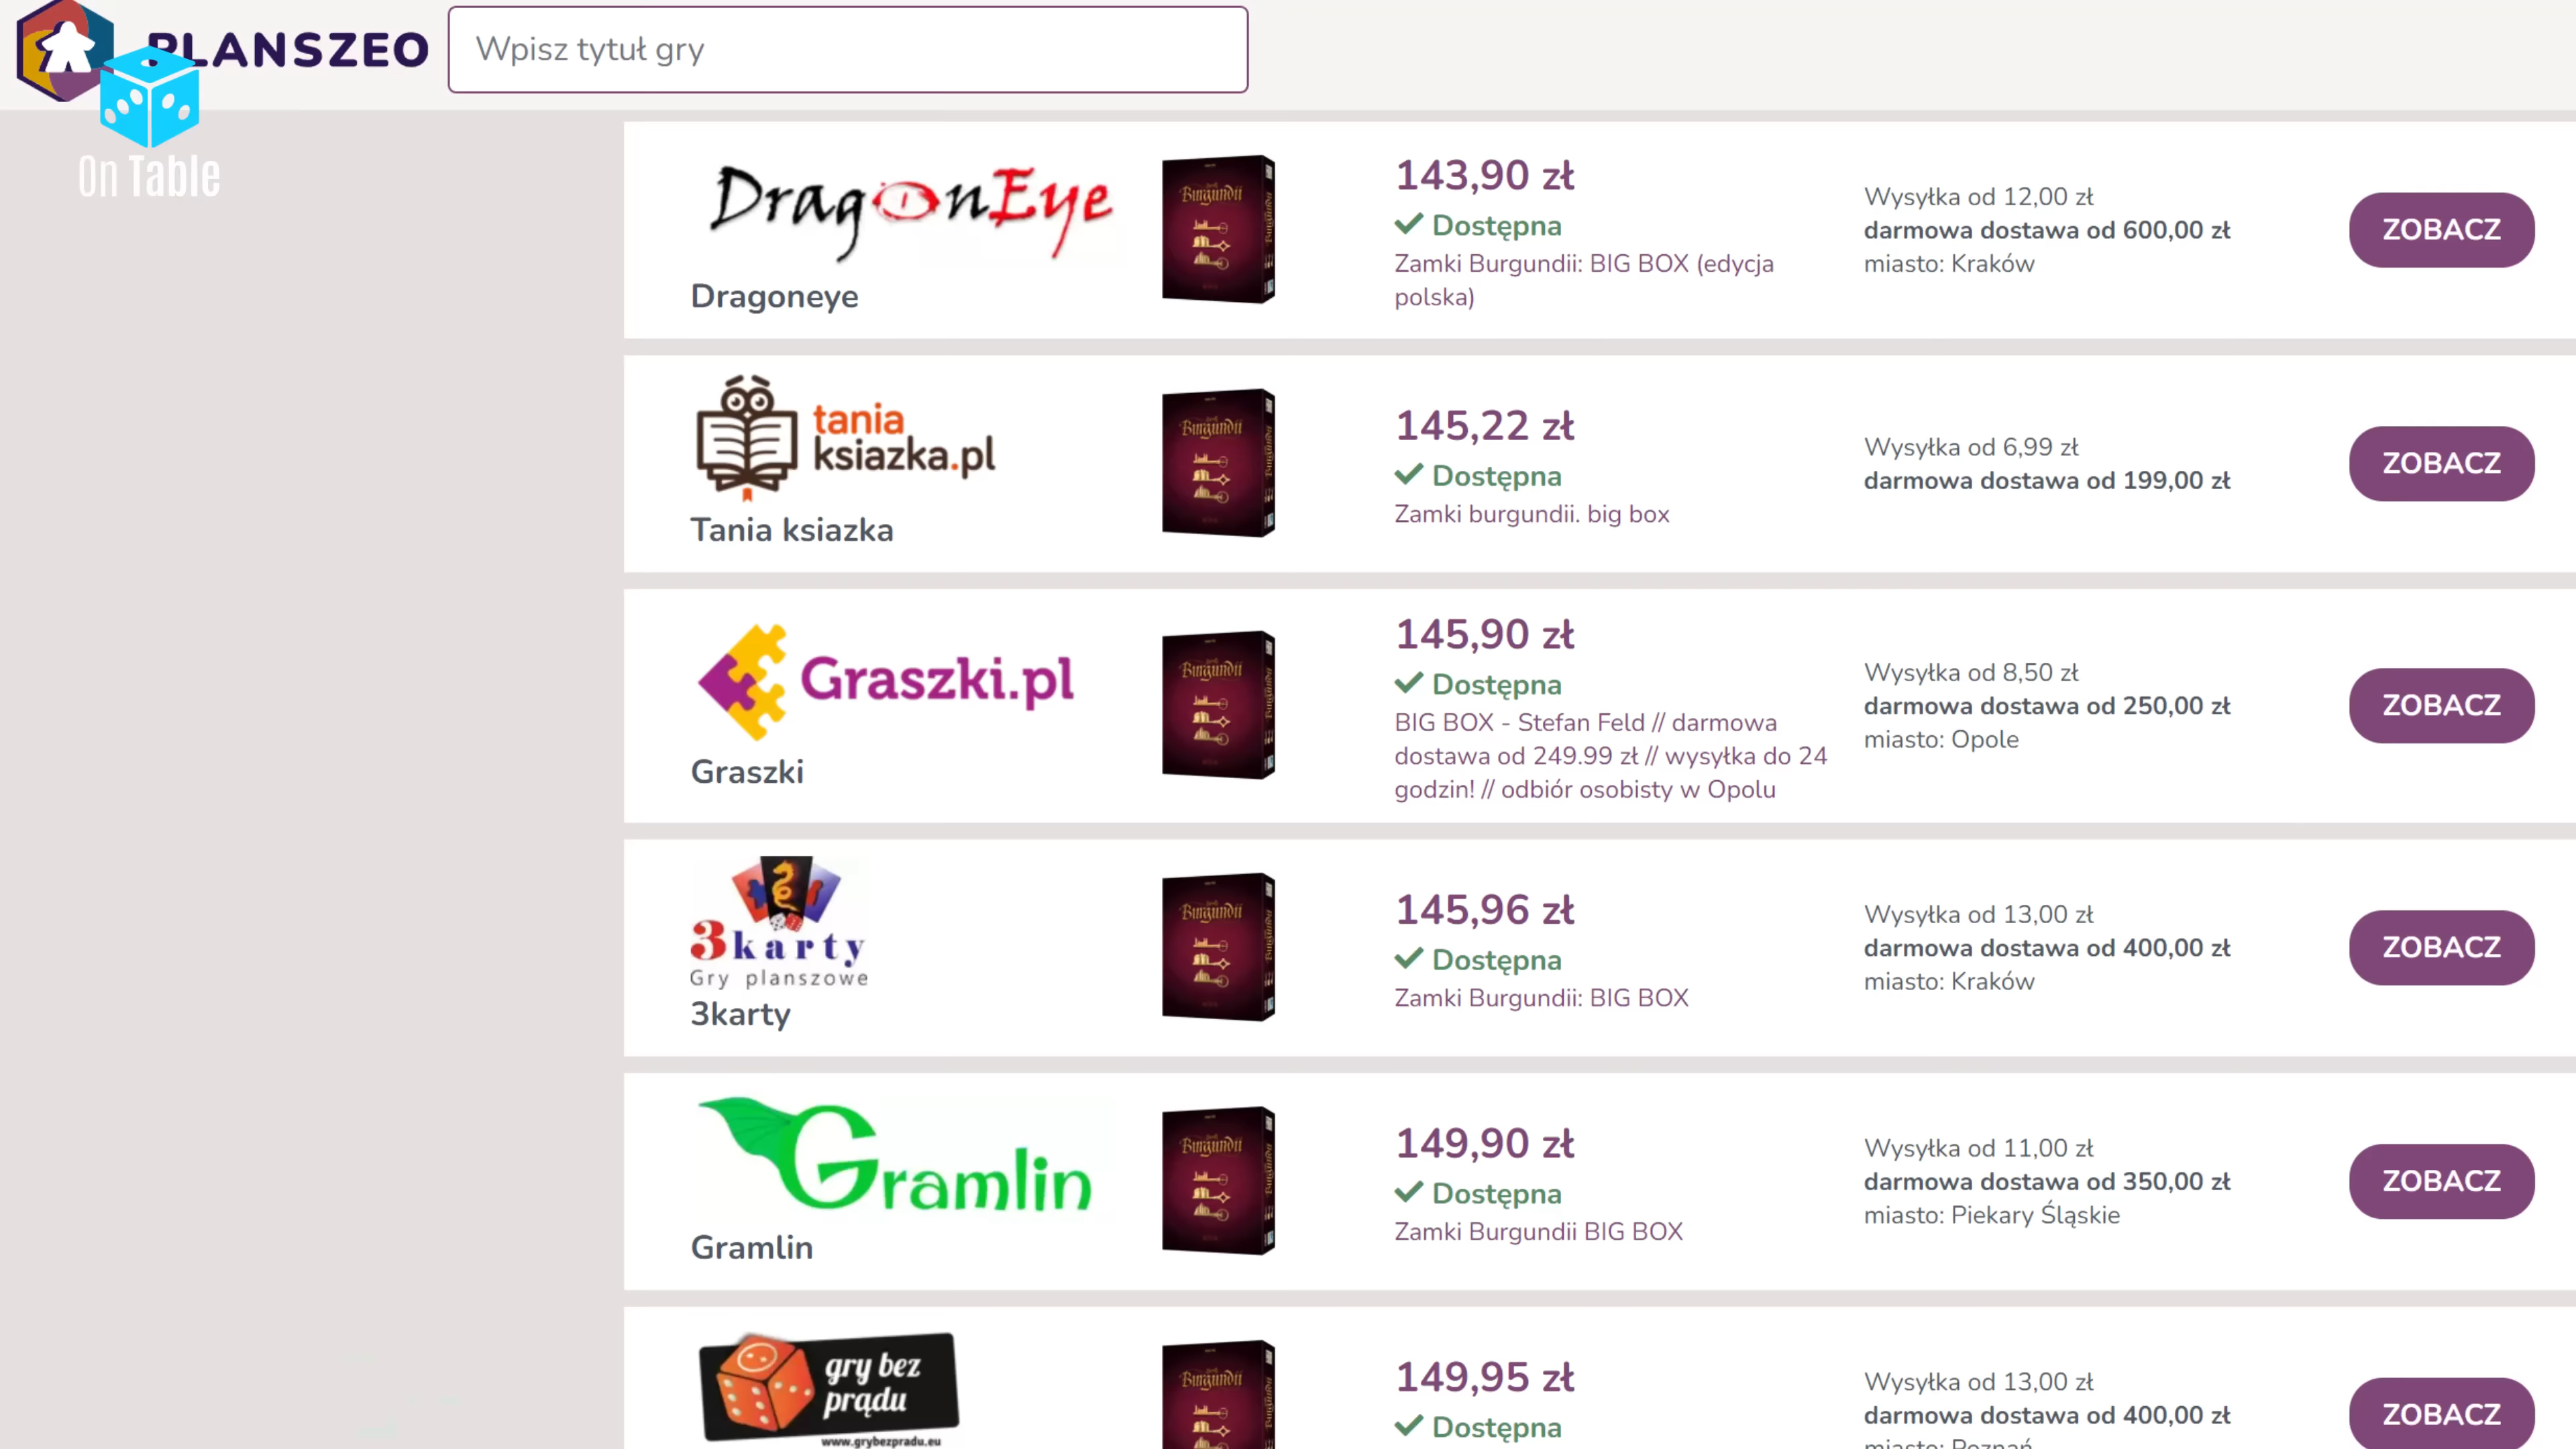 PLANSZEO
Wpisz tytuł gry
On Table
DragonEye
Dragoneye
Burgundii
143,90 zł
Dostępna
Zamki Burgundii: BIG BOX (edycja
polska)
Wysyłka od 12,00 zł
darmowa dostawa od 600,00 zł
miasto: Kraków
ZOBACZ
tania
ksiazka.pl
Tania ksiazka
Burgundii
145,22 zł
Dostępna
Zamki burgundii. big box
Wysyłka od 6,99 zł
darmowa dostawa od 199,00 zł
ZOBACZ
Graszki.pl
Graszki
Burgundii
145,90 zł
Dostępna
BIG BOX - Stefan Feld // darmowa
dostawa od 249.99 zł // wysyłka do 24
godzin! // odbiór osobisty w Opolu
Wysyłka od 8,50 zł
darmowa dostawa od 250,00 zł
miasto: Opole
ZOBACZ
3karty
Gry planszowe
3karty
Burgundii
145,96 zł
Dostępna
Zamki Burgundii: BIG BOX
Wysyłka od 13,00 zł
darmowa dostawa od 400,00 zł
miasto: Kraków
ZOBACZ
Gramlin
Gramlin
Burgundii
149,90 zł
Dostępna
Zamki Burgundii BIG BOX
Wysyłka od 11,00 zł
darmowa dostawa od 350,00 zł
miasto: Piekary Śląskie
ZOBACZ
gry bez
prądu
www.grybezpradu.eu
Burgundii
149,95 zł
Dostępna
Wysyłka od 13,00 zł
darmowa dostawa od 400,00 zł
miasto: Poznań
ZOBACZ